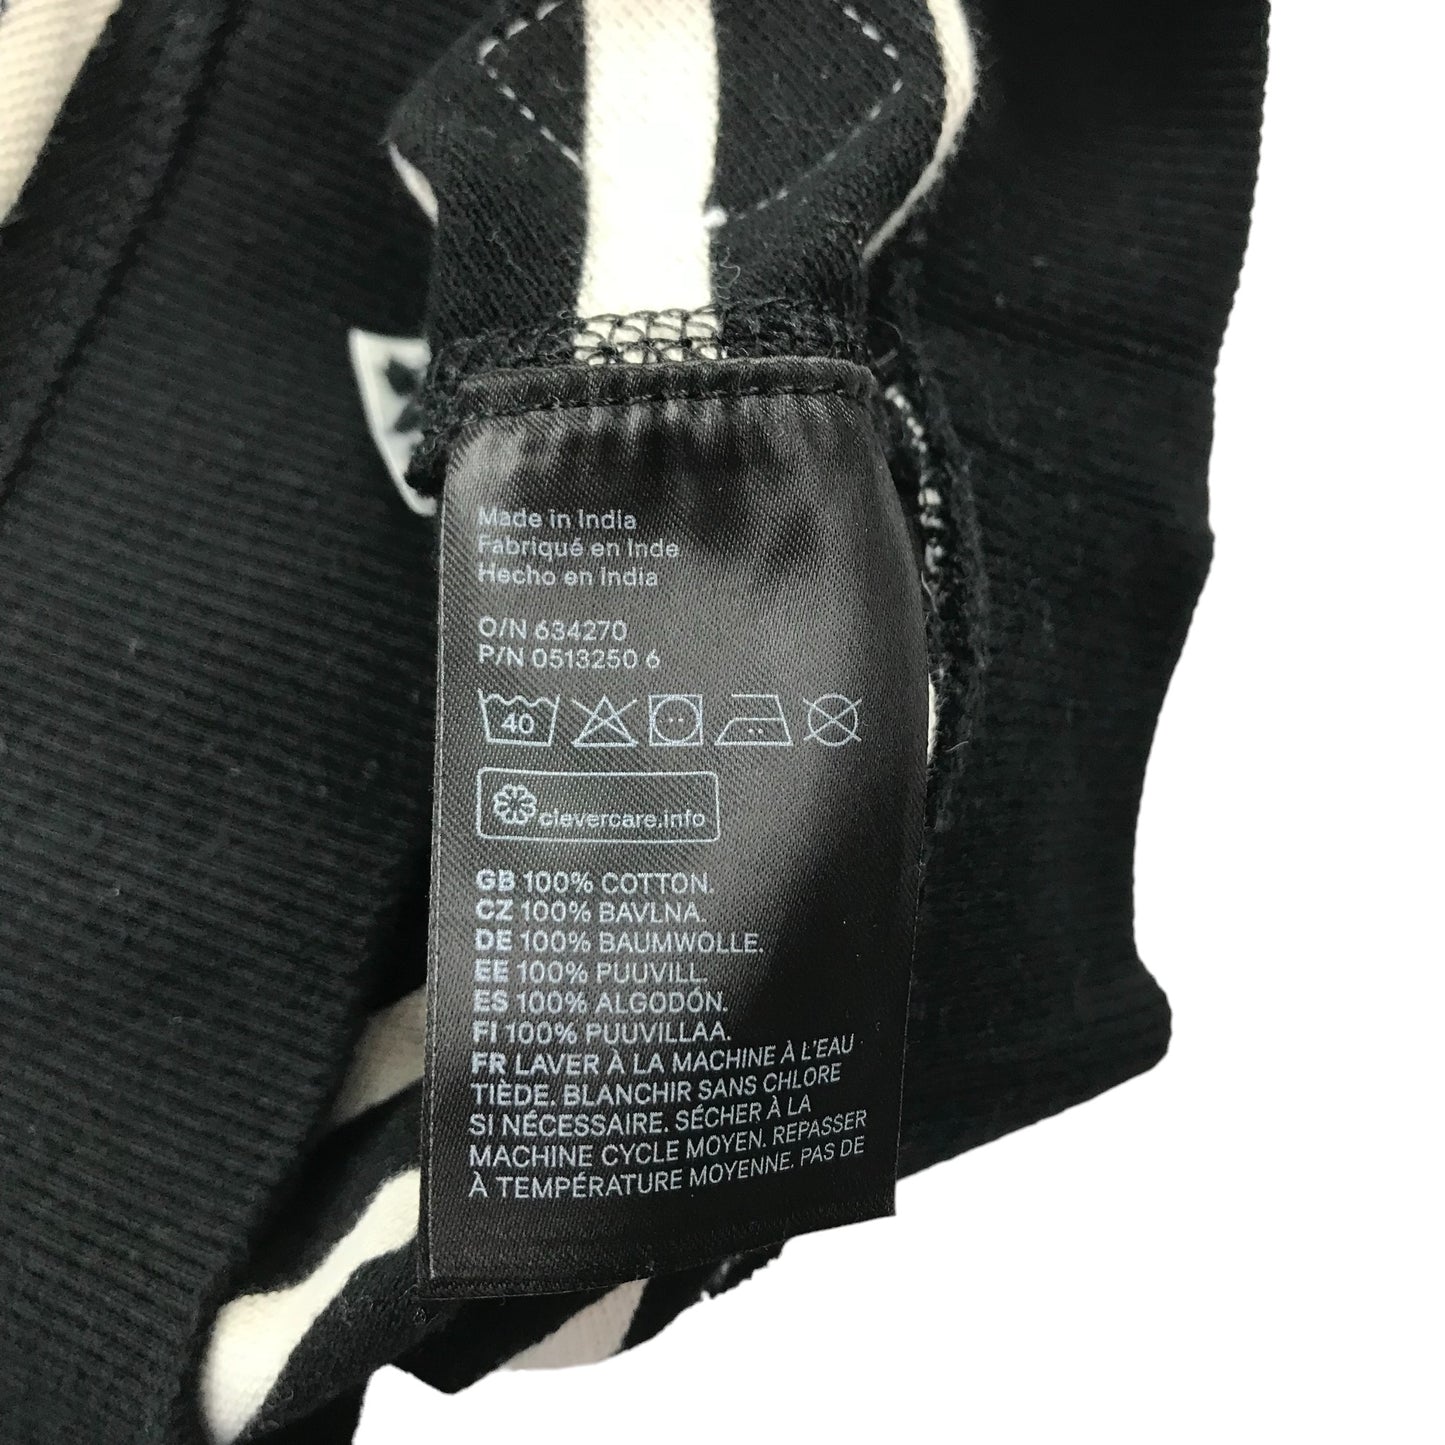 Made in India
Fabriqué en Inde
Hecho en India
O/N 634270
P/N 0513250 6
40
clevercare.info
GB 100% COTTON.
CZ 100% BAVLNA.
DE 100% BAUMWOLLE.
EE 100% PUUVILL.
ES 100% ALGODÓN.
FI 100% PUUVILLAA.
FR LAVER À LA MACHINE À L'EAU
TIÈDE. BLANCHIR SANS CHLORE
SI NÉCESSAIRE. SÉCHER À LA
MACHINE CYCLE MOYEN. REPASSER
À TEMPÉRATURE MOYENNE. PAS DE